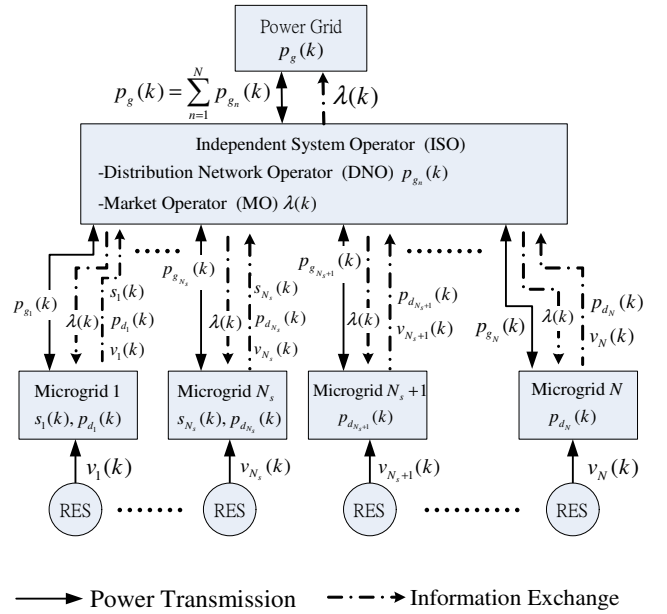 Power Grid
p_g(k)
p_g(k) = \sum_{n=1}^{N} p_{g_n}(k)
λ(k)
Independent System Operator (ISO)
-Distribution Network Operator (DNO) p_{g_n}(k)
-Market Operator (MO) λ(k)
p_{g_1}(k)
λ(k)
s_1(k)
p_{d_1}(k)
v_1(k)
p_{g_{N_s}}(k)
λ(k)
s_{N_s}(k)
p_{d_{N_s}}(k)
v_{N_s}(k)
p_{g_{N_s+1}}(k)
λ(k)
p_{d_{N_s+1}}(k)
v_{N_s+1}(k)
p_{g_N}(k)
λ(k)
p_{d_N}(k)
v_N(k)
Microgrid 1
s_1(k), p_{d_1}(k)
Microgrid N_s
s_{N_s}(k), p_{d_{N_s}}(k)
Microgrid N_s+1
p_{d_{N_s+1}}(k)
Microgrid N
p_{d_N}(k)
v_1(k)
v_{N_s}(k)
v_{N_s+1}(k)
v_N(k)
RES
RES
RES
RES
Power Transmission
Information Exchange